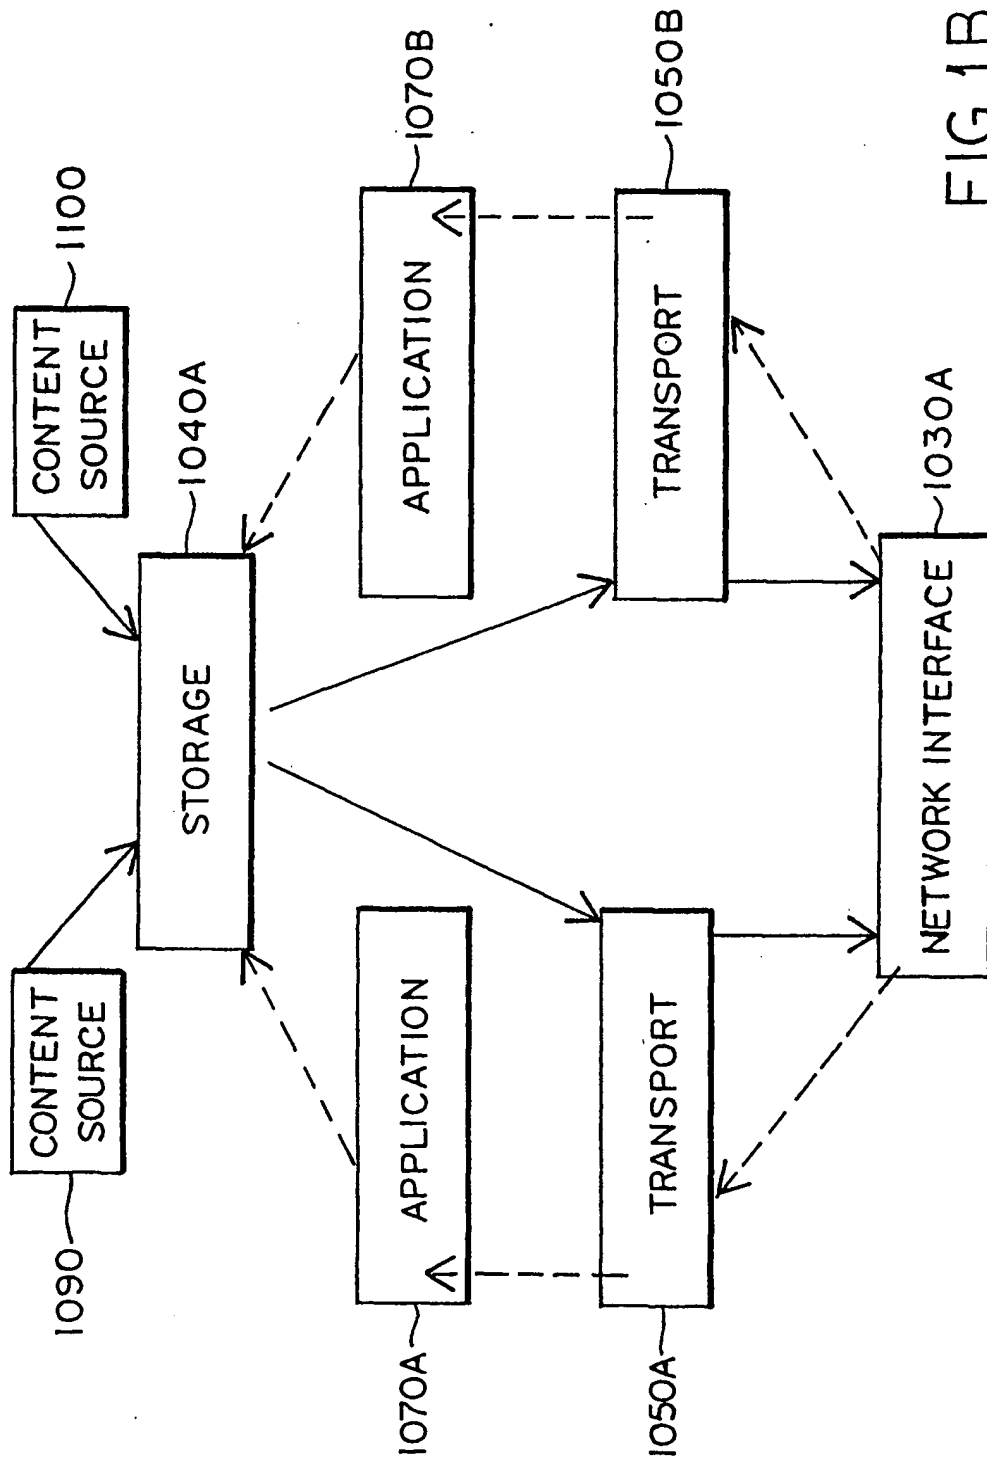 CONTENT
SOURCE
1090
CONTENT
SOURCE
1100
STORAGE
1040A
APPLICATION
1070A
APPLICATION
1070B
TRANSPORT
1050A
TRANSPORT
1050B
NETWORK INTERFACE
1030A
FIG. 1B